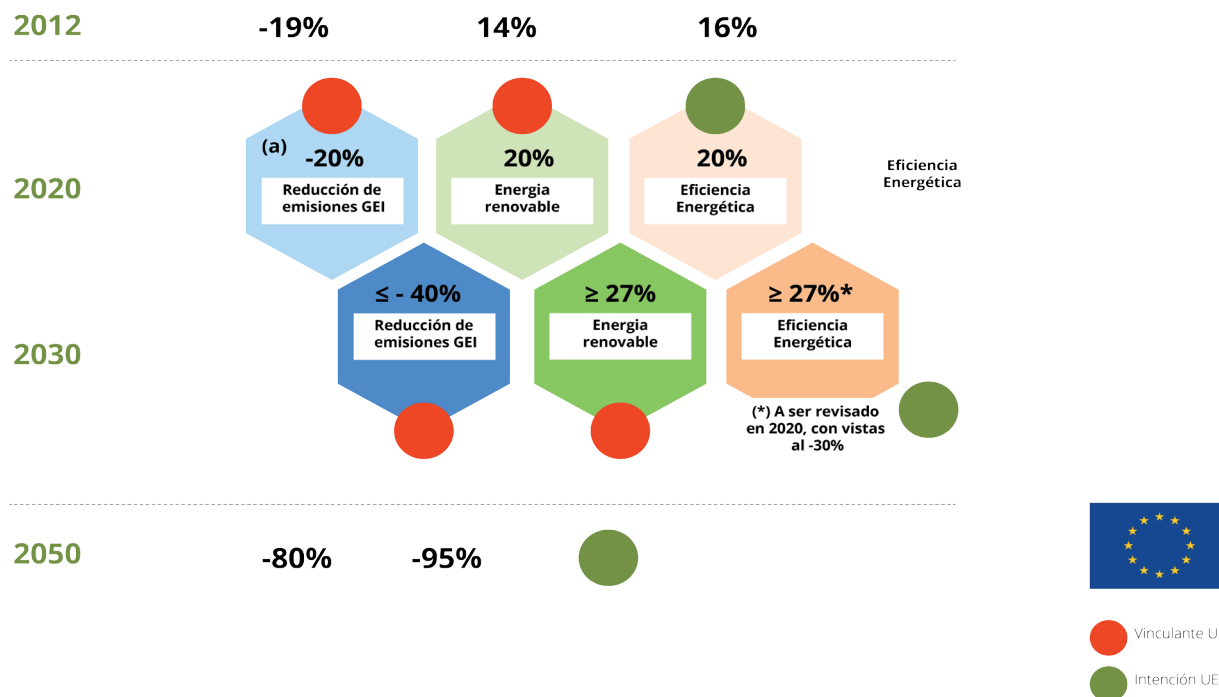 2012
-19%
14%
16%
2020
(a)
-20%
Reducción de
emisiones GEI
20%
Energia
renovable
20%
Eficiencia
Energética
Eficiencia
Energética
2030
≤ - 40%
Reducción de
emisiones GEI
≥ 27%
Energia
renovable
≥ 27%*
Eficiencia
Energética
(*) A ser revisado
en 2020, con vistas
al -30%
2050
-80%
-95%
Vinculante U
Intención UE